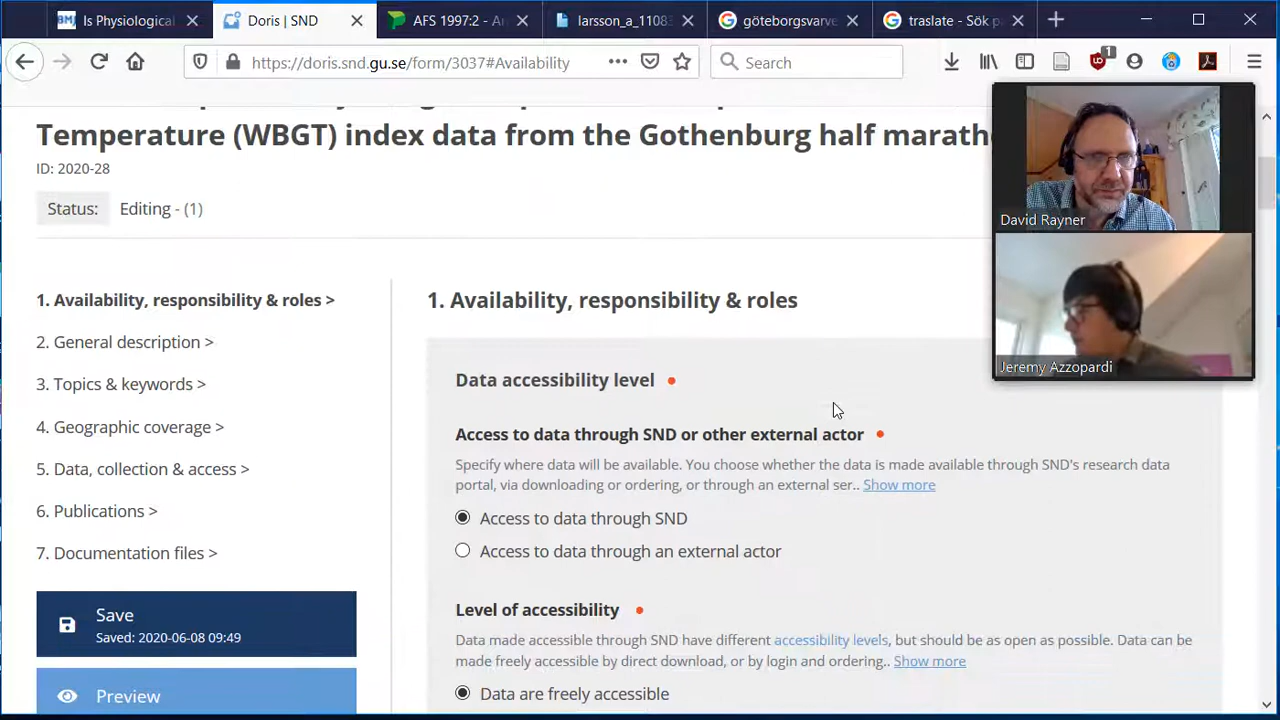 Is Physiological
Doris | SND
AFS 1997:2 - A
larsson_a_1108
göteborgsvarve
traslate - Sök p
https://doris.snd.gu.se/form/3037#Availability
Search
1
Temperature (WBGT) index data from the Gothenburg half marath
ID: 2020-28
Status: Editing - (1)
David Rayner
Jeremy Azzopardi
1. Availability, responsibility & roles >
2. General description >
3. Topics & keywords >
4. Geographic coverage >
5. Data, collection & access >
6. Publications >
7. Documentation files >
Save
Saved: 2020-06-08 09:49
Preview
1. Availability, responsibility & roles
Data accessibility level
Access to data through SND or other external actor
Specify where data will be available. You choose whether the data is made available through SND's research data
portal, via downloading or ordering, or through an external ser.. Show more
Access to data through SND
Access to data through an external actor
Level of accessibility
Data made accessible through SND have different accessibility levels, but should be as open as possible. Data can be
made freely accessible by direct download, or by login and ordering.. Show more
Data are freely accessible